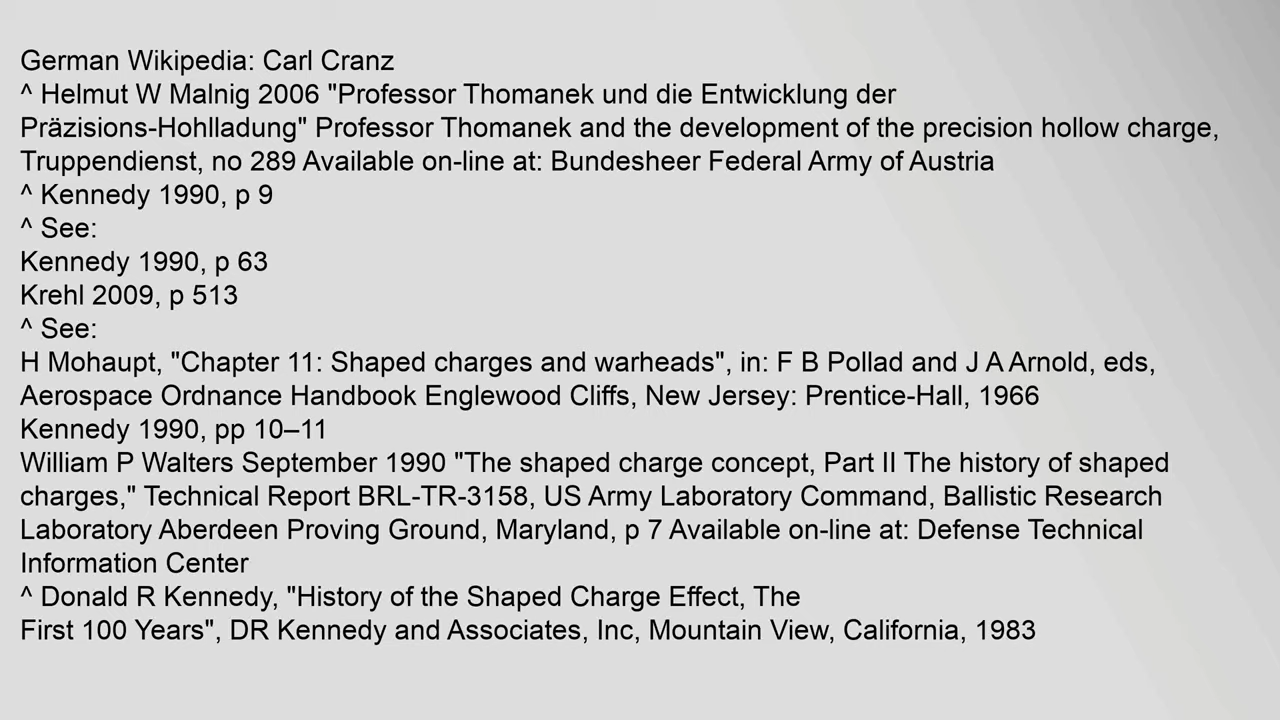 German Wikipedia: Carl Cranz
^ Helmut W Malnig 2006 "Professor Thomanek und die Entwicklung der
Präzisions-Hohlladung" Professor Thomanek and the development of the precision hollow charge,
Truppendienst, no 289 Available on-line at: Bundesheer Federal Army of Austria
^ Kennedy 1990, p 9
^ See:
Kennedy 1990, p 63
Krehl 2009, p 513
^ See:
H Mohaupt, "Chapter 11: Shaped charges and warheads", in: F B Pollad and J A Arnold, eds,
Aerospace Ordnance Handbook Englewood Cliffs, New Jersey: Prentice-Hall, 1966
Kennedy 1990, pp 10–11
William P Walters September 1990 "The shaped charge concept, Part II The history of shaped
charges," Technical Report BRL-TR-3158, US Army Laboratory Command, Ballistic Research
Laboratory Aberdeen Proving Ground, Maryland, p 7 Available on-line at: Defense Technical
Information Center
^ Donald R Kennedy, "History of the Shaped Charge Effect, The
First 100 Years", DR Kennedy and Associates, Inc, Mountain View, California, 1983